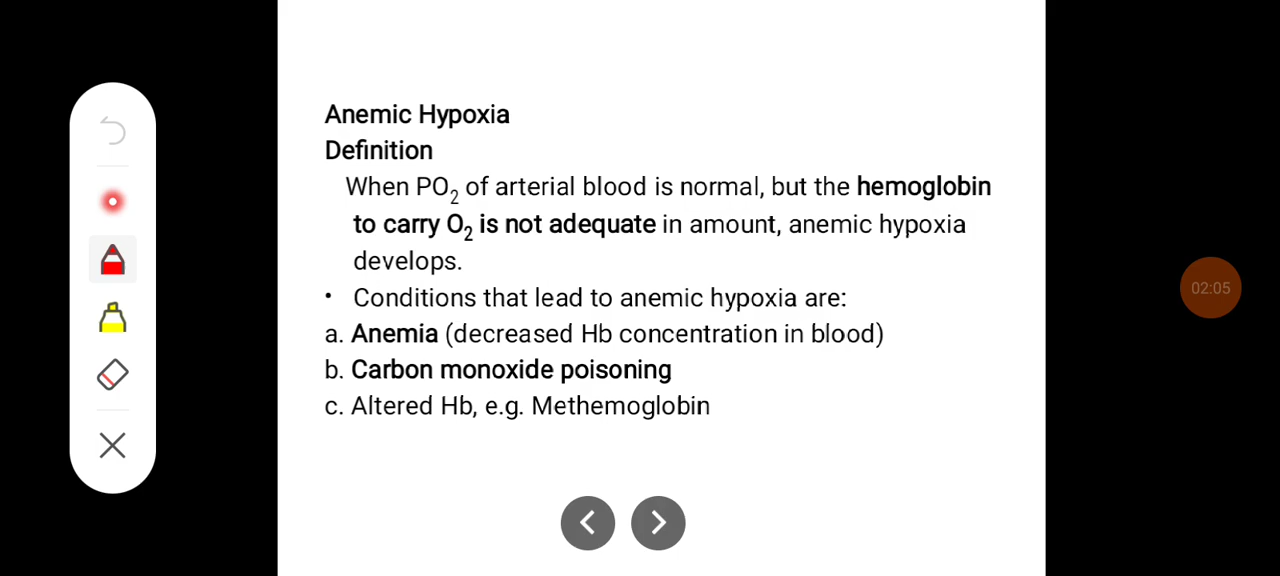 Anemic Hypoxia
Definition
When PO2 of arterial blood is normal, but the hemoglobin
to carry O2 is not adequate in amount, anemic hypoxia
develops.
• Conditions that lead to anemic hypoxia are:
a. Anemia (decreased Hb concentration in blood)
b. Carbon monoxide poisoning
c. Altered Hb, e.g. Methemoglobin
02:05